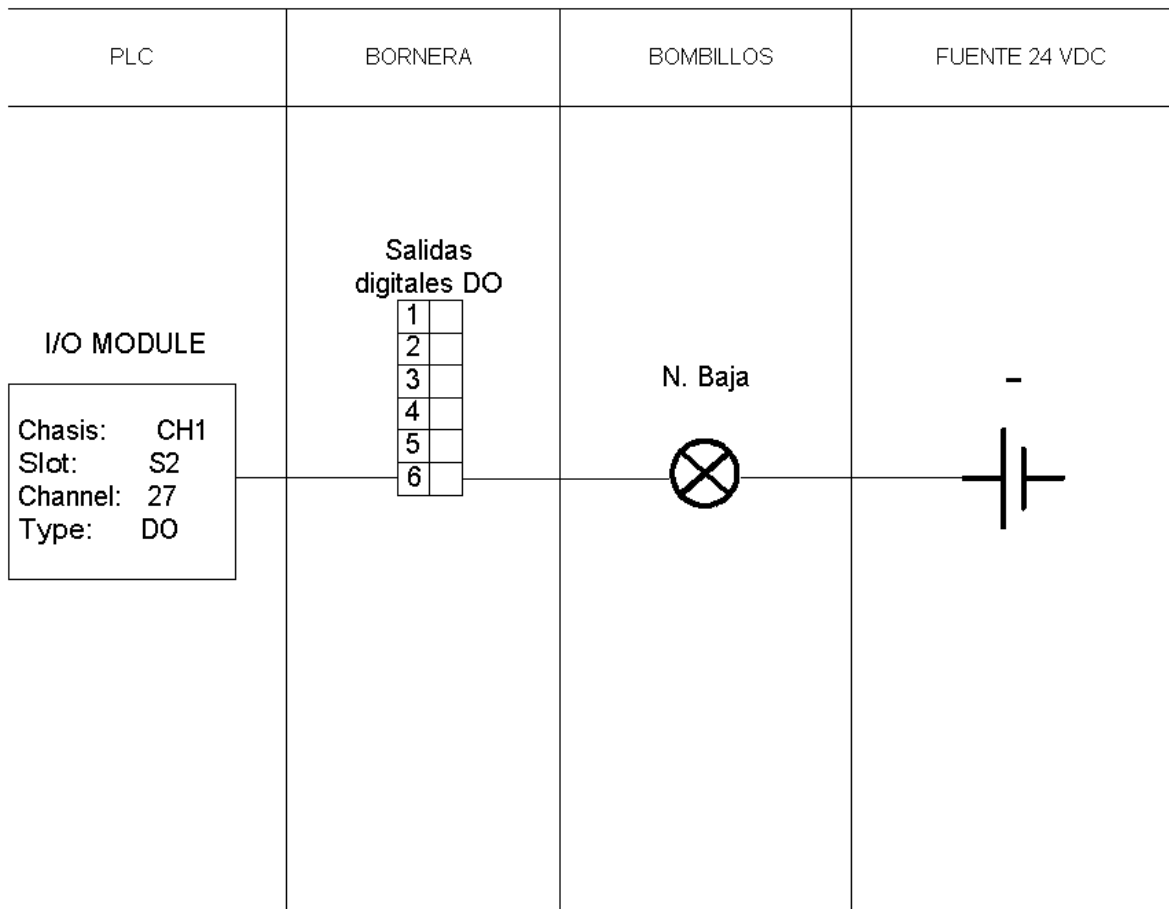 PLC
BORNERA
BOMBILLOS
FUENTE 24 VDC
I/O MODULE
Chasis: CH1
Slot: S2
Channel: 27
Type: DO
Salidas
digitales DO
1
2
3
4
5
6
N. Baja
-